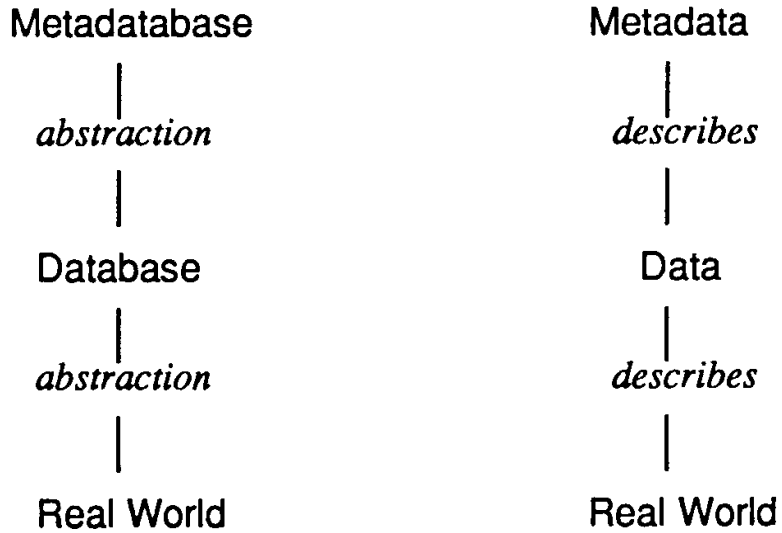 Metadatabase
abstraction
Database
abstraction
Real World
Metadata
describes
Data
describes
Real World